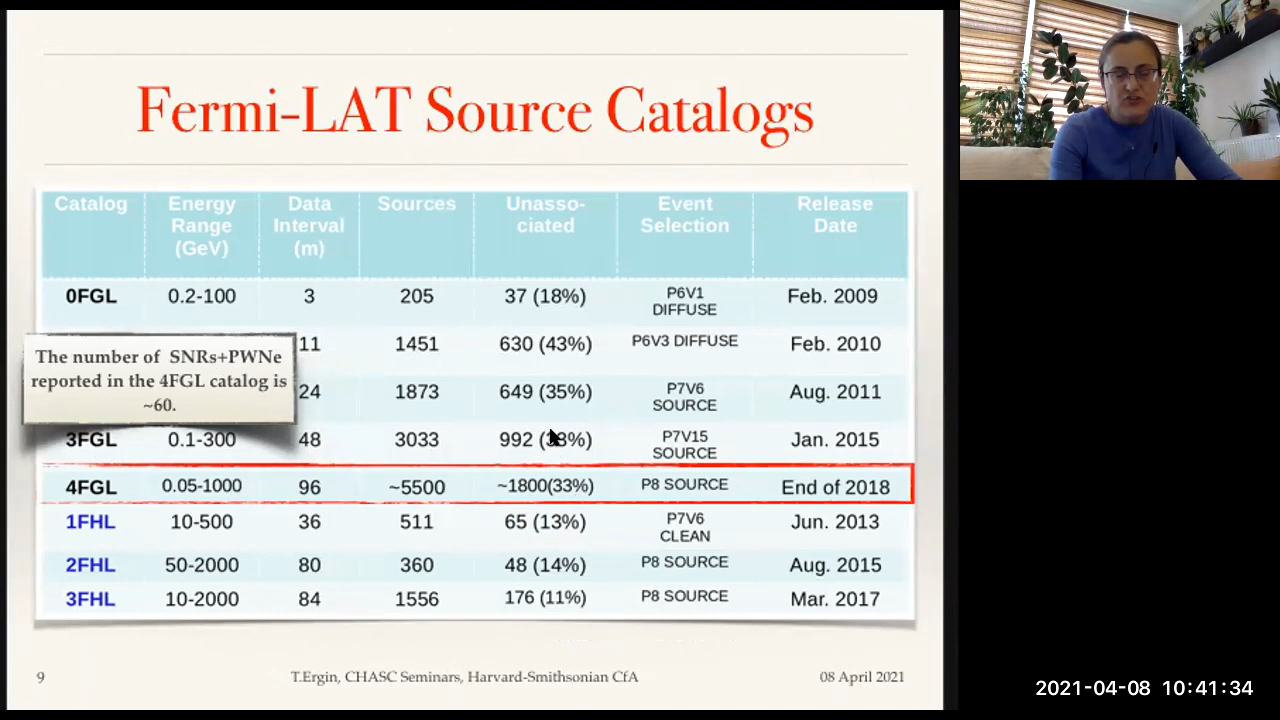 Fermi-LAT Source Catalogs
Catalog Energy Range (GeV) Data Interval (m) Sources Unasso-ciated Event Selection Release Date
0FGL 0.2-100 3 205 37 (18%) P6V1 DIFFUSE Feb. 2009
11 1451 630 (43%) P6V3 DIFFUSE Feb. 2010
24 1873 649 (35%) P7V6 SOURCE Aug. 2011
The number of SNRs+PWNe
reported in the 4FGL catalog is
~60.
3FGL 0.1-300 48 3033 992 P7V15 SOURCE Jan. 2015
4FGL 0.05-1000 96 ~5500 ~1800(33%) P8 SOURCE End of 2018
1FHL 10-500 36 511 65 (13%) P7V6 CLEAN Jun. 2013
2FHL 50-2000 80 360 48 (14%) P8 SOURCE Aug. 2015
3FHL 10-2000 84 1556 176 (11%) P8 SOURCE Mar. 2017
9 T.Ergin, CHASC Seminars, Harvard-Smithsonian CfA 08 April 2021
2021-04-08 10:41:34